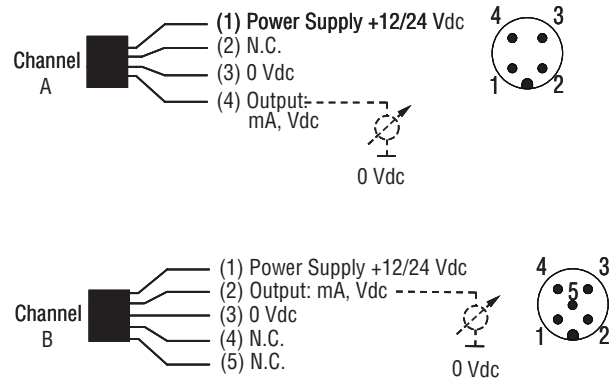 (1) Power Supply +12/24 Vdc
(2) N.C.
Channel
A
(3) 0 Vdc
(4) Output:
mA, Vdc
0 Vdc
4 3
1 2
(1) Power Supply +12/24 Vdc
(2) Output: mA, Vdc
Channel
B
(3) 0 Vdc
(4) N.C.
(5) N.C.
0 Vdc
4 3
5
1 2